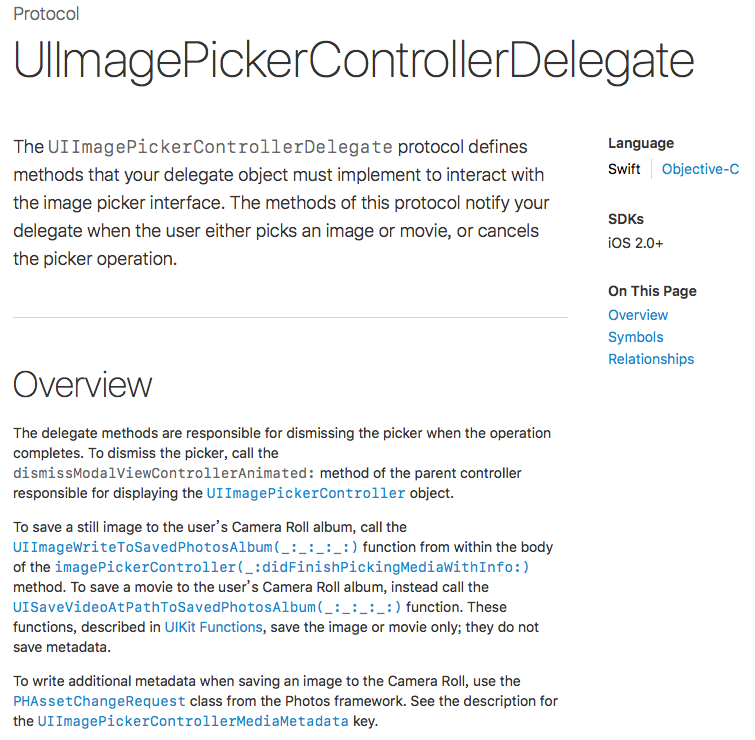 Protocol
UIImagePickerControllerDelegate
The UIImagePickerControllerDelegate protocol defines
methods that your delegate object must implement to interact with
the image picker interface. The methods of this protocol notify your
delegate when the user either picks an image or movie, or cancels
the picker operation.
Language
Swift Objective-C
SDKs
iOS 2.0+
On This Page
Overview
Symbols
Relationships
Overview
The delegate methods are responsible for dismissing the picker when the operation
completes. To dismiss the picker, call the
dismissModalViewControllerAnimated: method of the parent controller
responsible for displaying the UIImagePickerController object.
To save a still image to the user’s Camera Roll album, call the
UIImageWriteToSavedPhotosAlbum(_:_:_:_:) function from within the body
of the imagePickerController(_:didFinishPickingMediaWithInfo:)
method. To save a movie to the user’s Camera Roll album, instead call the
UISaveVideoAtPathToSavedPhotosAlbum(_:_:_:_:) function. These
functions, described in UIKit Functions, save the image or movie only; they do not
save metadata.
To write additional metadata when saving an image to the Camera Roll, use the
PHAssetChangeRequest class from the Photos framework. See the description for
the UIImagePickerControllerMediaMetadata key.